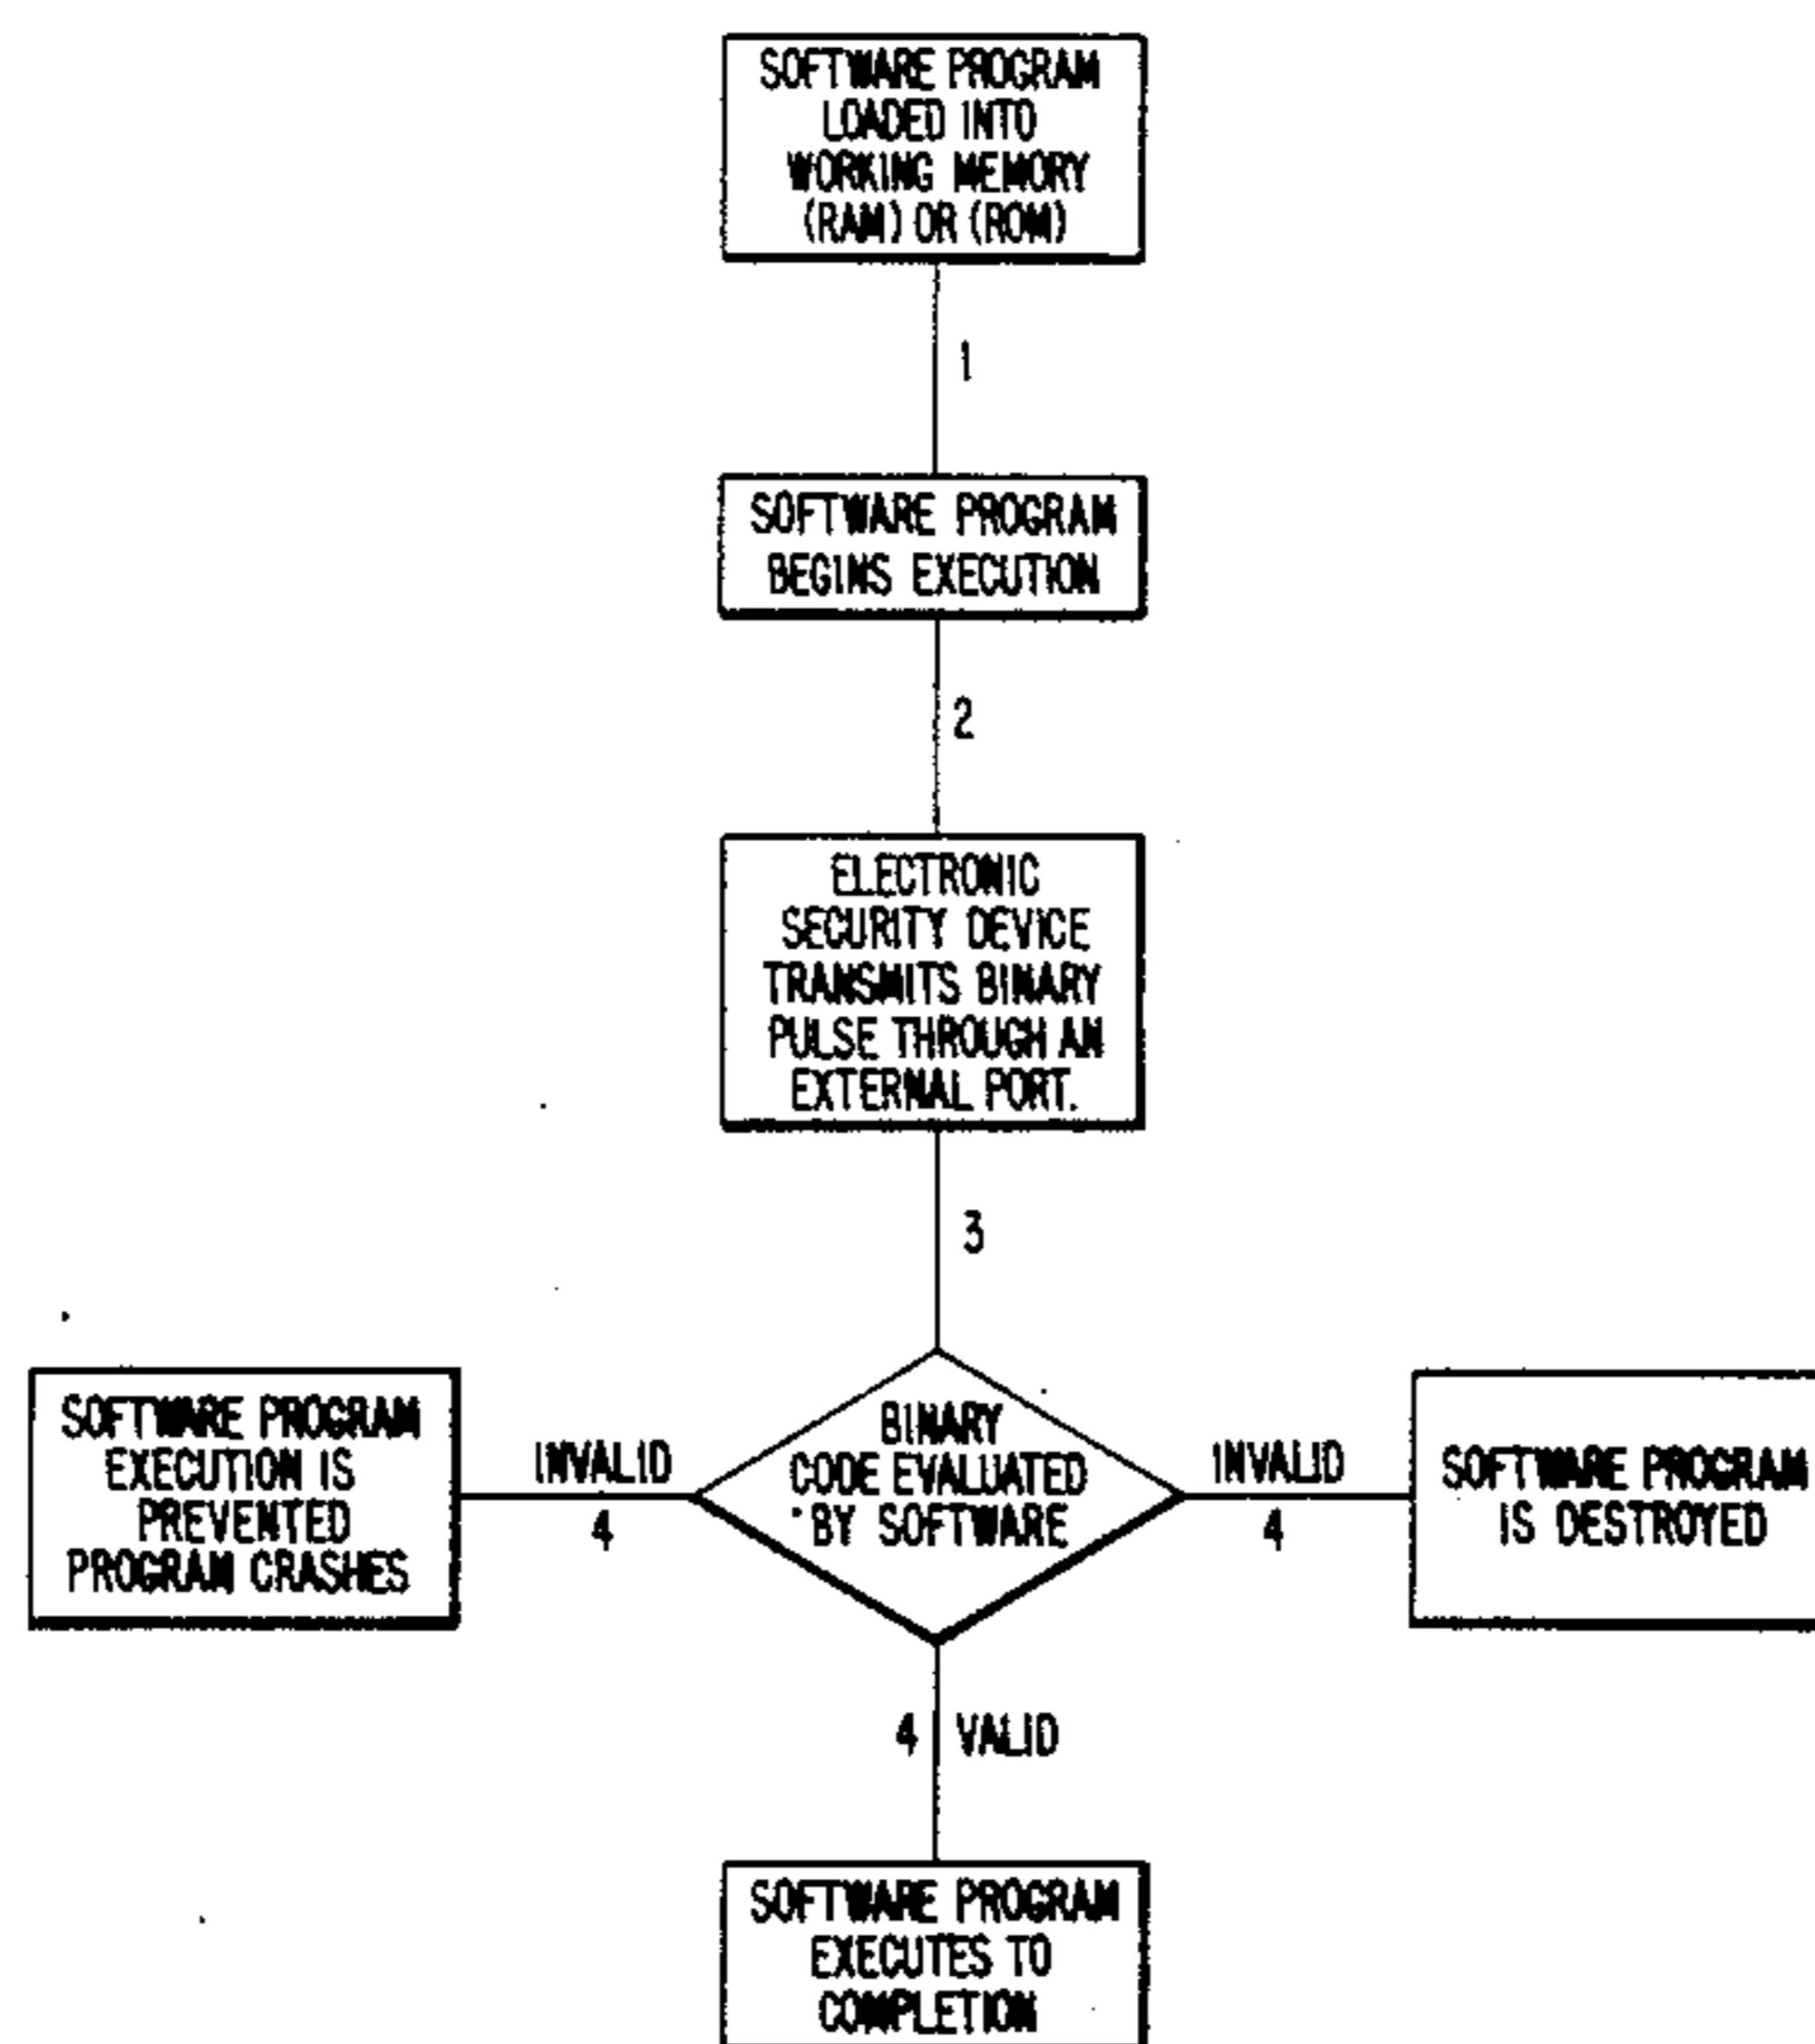 SOFTWARE PROGRAM
LOADED INTO
WORKING MEMORY
(RAM) OR (ROM)
1
SOFTWARE PROGRAM
BEGINS EXECUTION
2
ELECTRONIC
SECURITY DEVICE
TRANSMITS BINARY
PULSE THROUGH AN
EXTERNAL PORT.
3
SOFTWARE PROGRAM
EXECUTION IS
PREVENTED
PROGRAM CRASHES
INVALID
4
BINARY
CODE EVALUATED
BY SOFTWARE
INVALID
4
SOFTWARE PROGRAM
IS DESTROYED
4 VALID
SOFTWARE PROGRAM
EXECUTES TO
COMPLETION